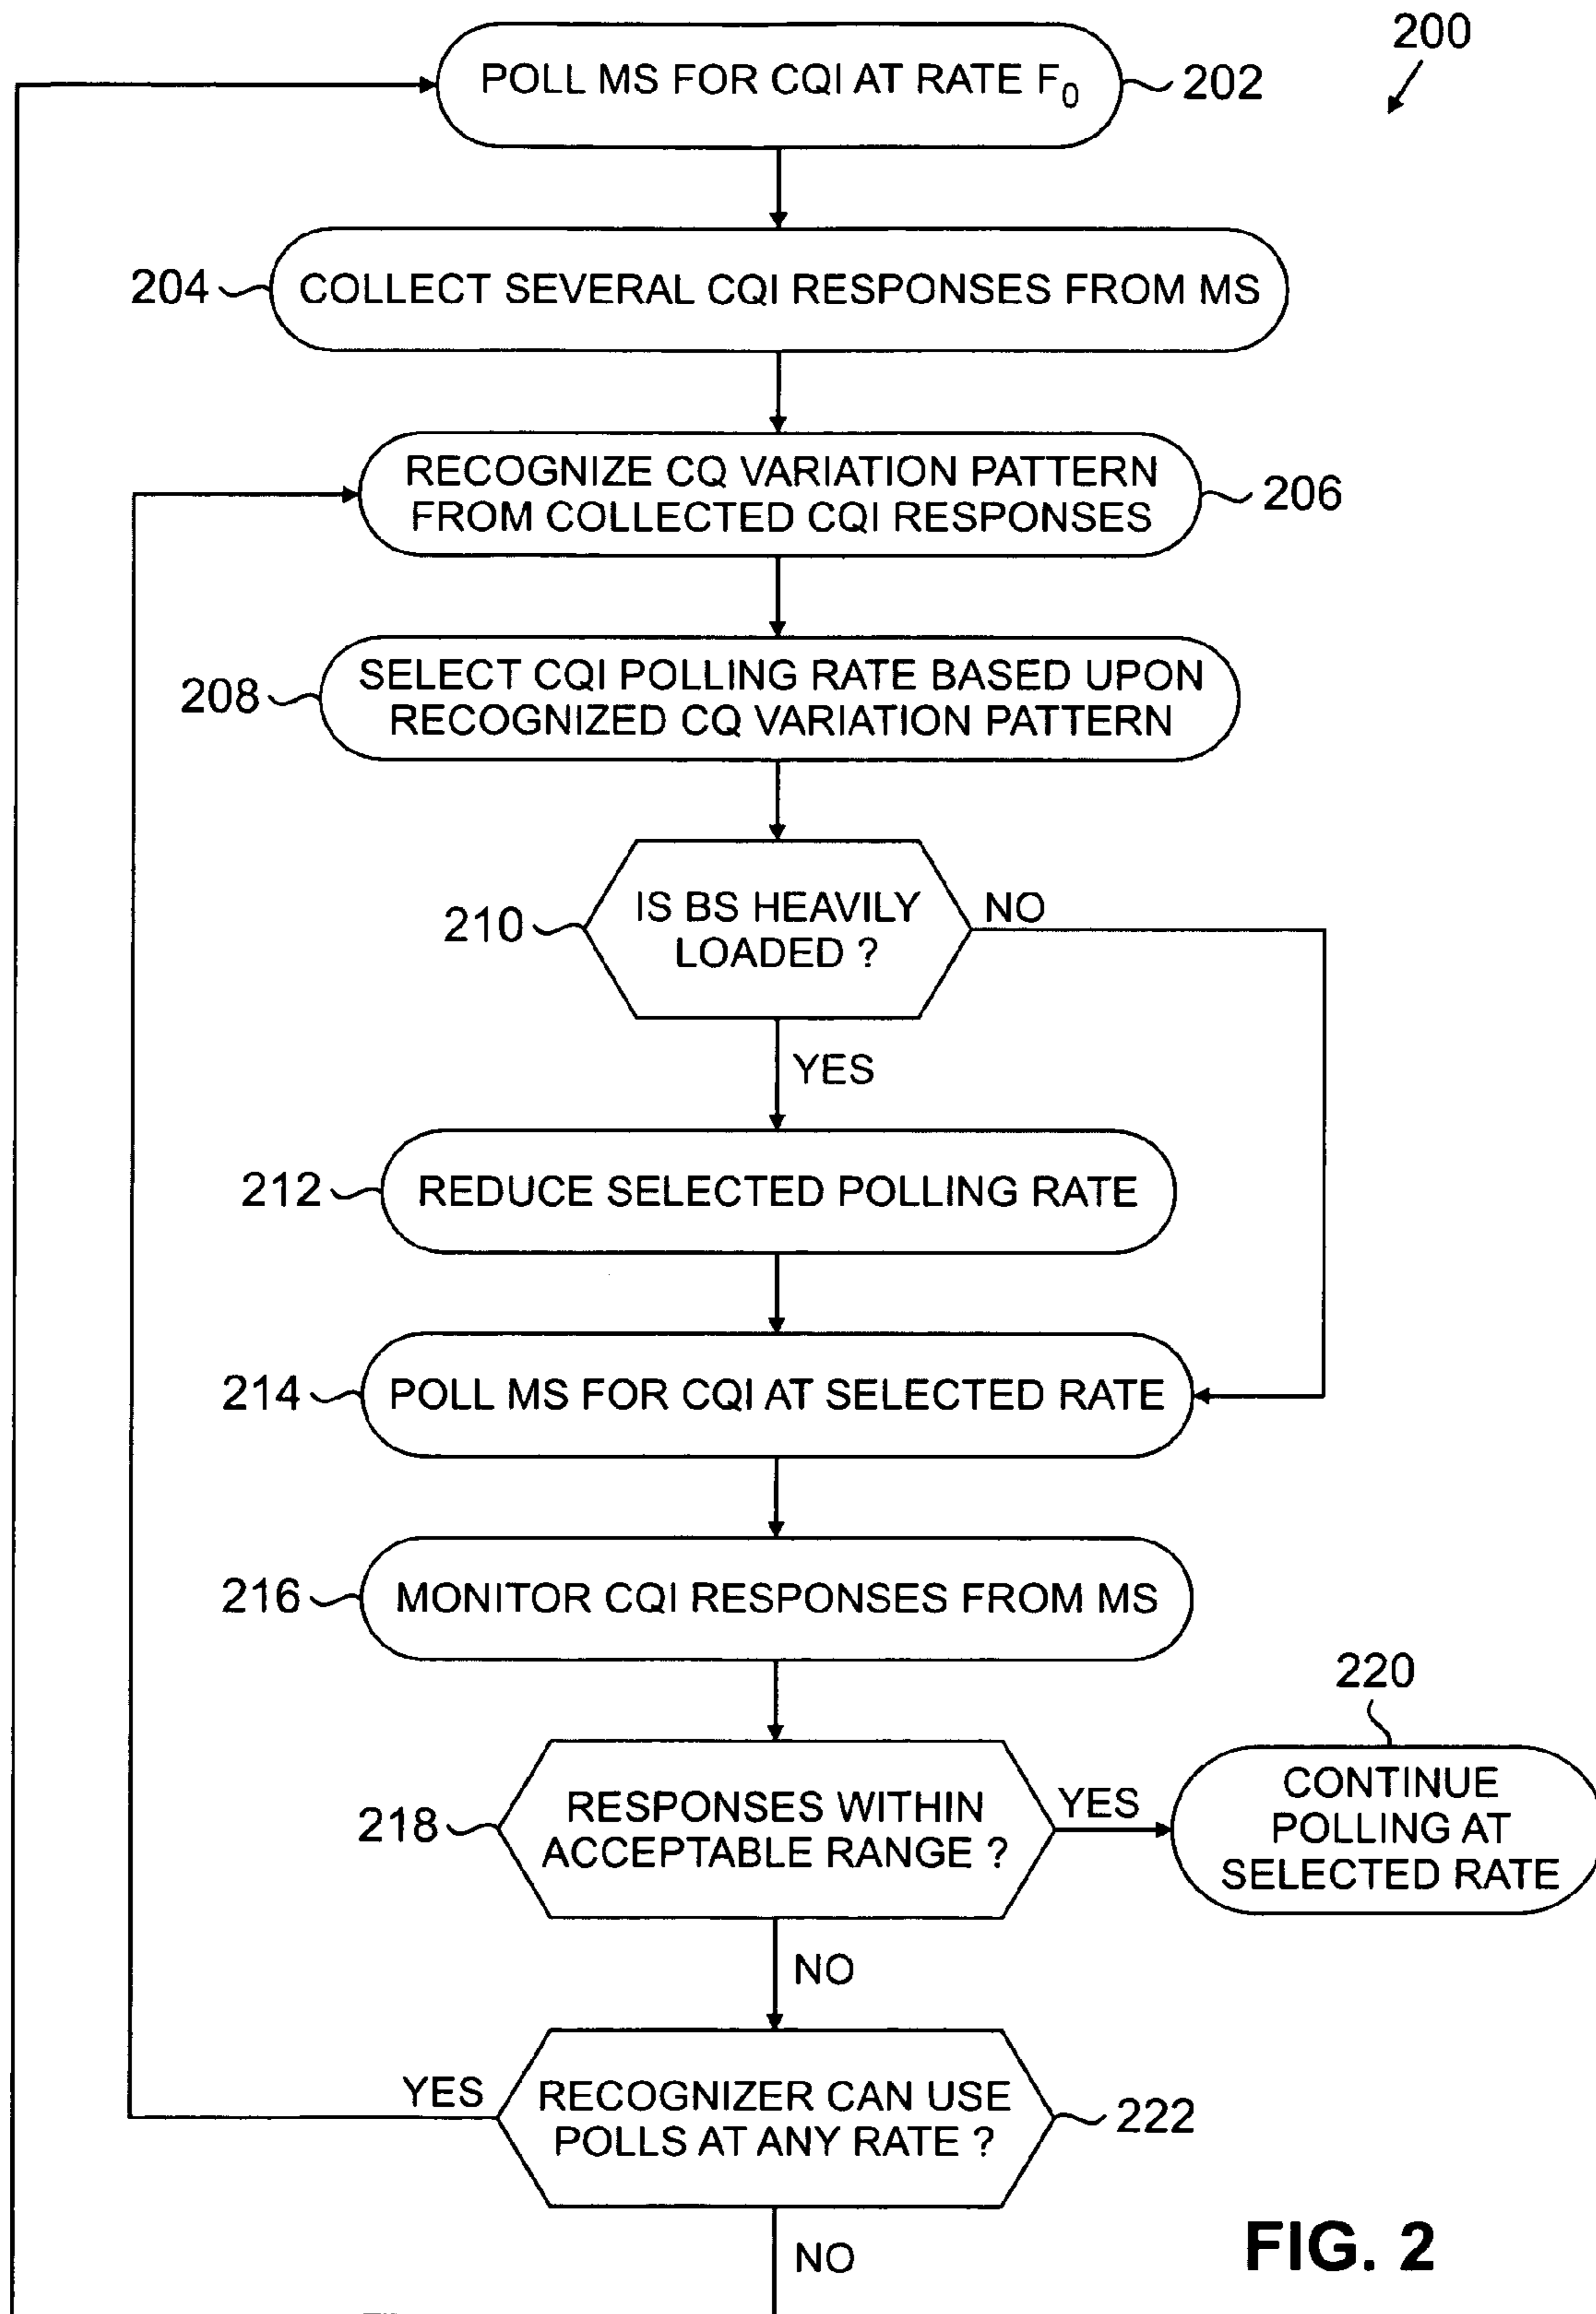 200
POLL MS FOR CQI AT RATE F0
202
204
COLLECT SEVERAL CQI RESPONSES FROM MS
RECOGNIZE CQ VARIATION PATTERN
FROM COLLECTED CQI RESPONSES
206
208
SELECT CQI POLLING RATE BASED UPON
RECOGNIZED CQ VARIATION PATTERN
210
IS BS HEAVILY
LOADED ?
NO
YES
212
REDUCE SELECTED POLLING RATE
214
POLL MS FOR CQI AT SELECTED RATE
216
MONITOR CQI RESPONSES FROM MS
218
RESPONSES WITHIN
ACCEPTABLE RANGE ?
YES
220
CONTINUE
POLLING AT
SELECTED RATE
NO
YES
RECOGNIZER CAN USE
POLLS AT ANY RATE ?
222
NO
FIG. 2